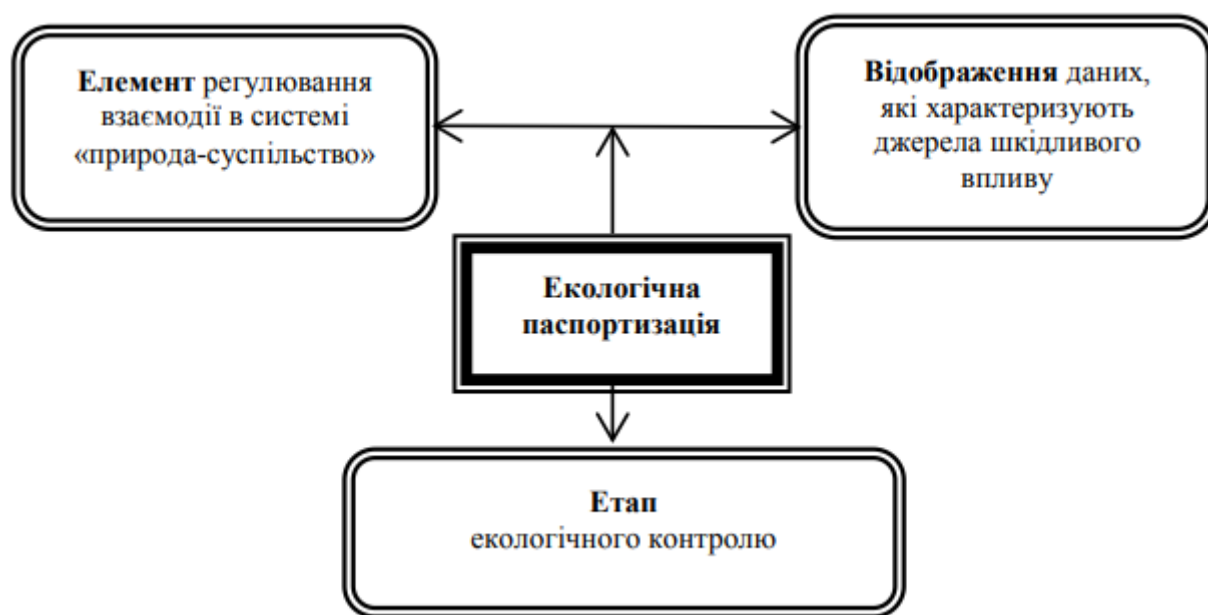 Елемент регулювання
взаємодії в системі
«природа-суспільство»
Відображення даних,
які характеризують
джерела шкідливого
впливу
Екологічна
паспортизація
Етап
екологічного контролю